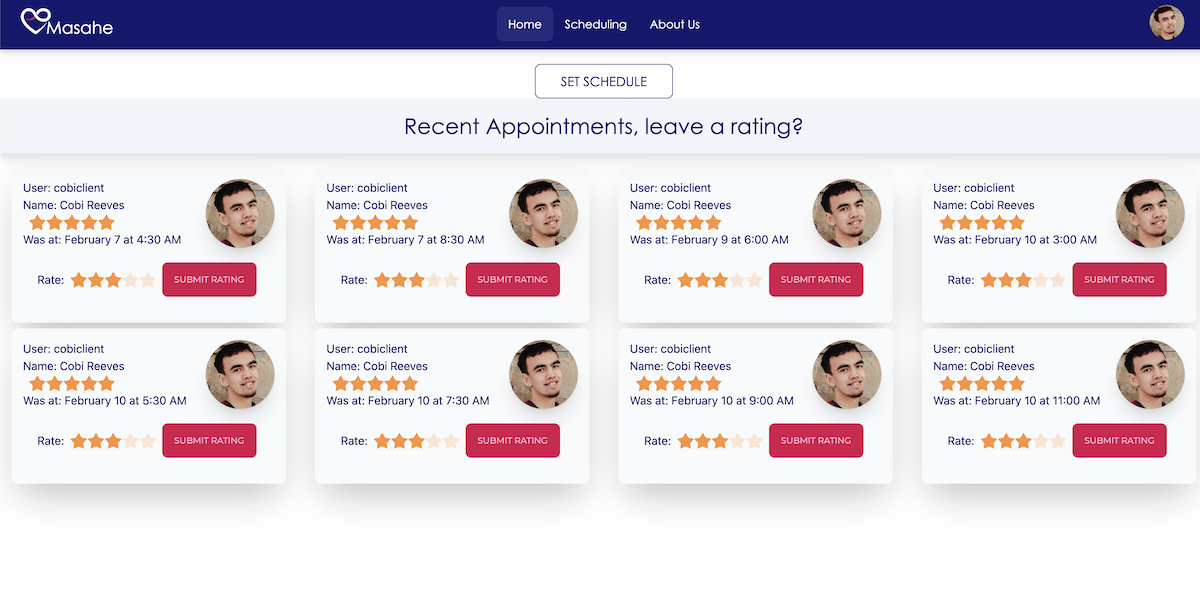 Masahe
Home Scheduling About Us
SET SCHEDULE
Recent Appointments, leave a rating?
User: cobiclient
Name: Cobi Reeves
Was at: February 7 at 4:30 AM
Rate: SUBMIT RATING
User: cobiclient
Name: Cobi Reeves
Was at: February 7 at 8:30 AM
Rate: SUBMIT RATING
User: cobiclient
Name: Cobi Reeves
Was at: February 9 at 6:00 AM
Rate: SUBMIT RATING
User: cobiclient
Name: Cobi Reeves
Was at: February 10 at 3:00 AM
Rate: SUBMIT RATING
User: cobiclient
Name: Cobi Reeves
Was at: February 10 at 5:30 AM
Rate: SUBMIT RATING
User: cobiclient
Name: Cobi Reeves
Was at: February 10 at 7:30 AM
Rate: SUBMIT RATING
User: cobiclient
Name: Cobi Reeves
Was at: February 10 at 9:00 AM
Rate: SUBMIT RATING
User: cobiclient
Name: Cobi Reeves
Was at: February 10 at 11:00 AM
Rate: SUBMIT RATING